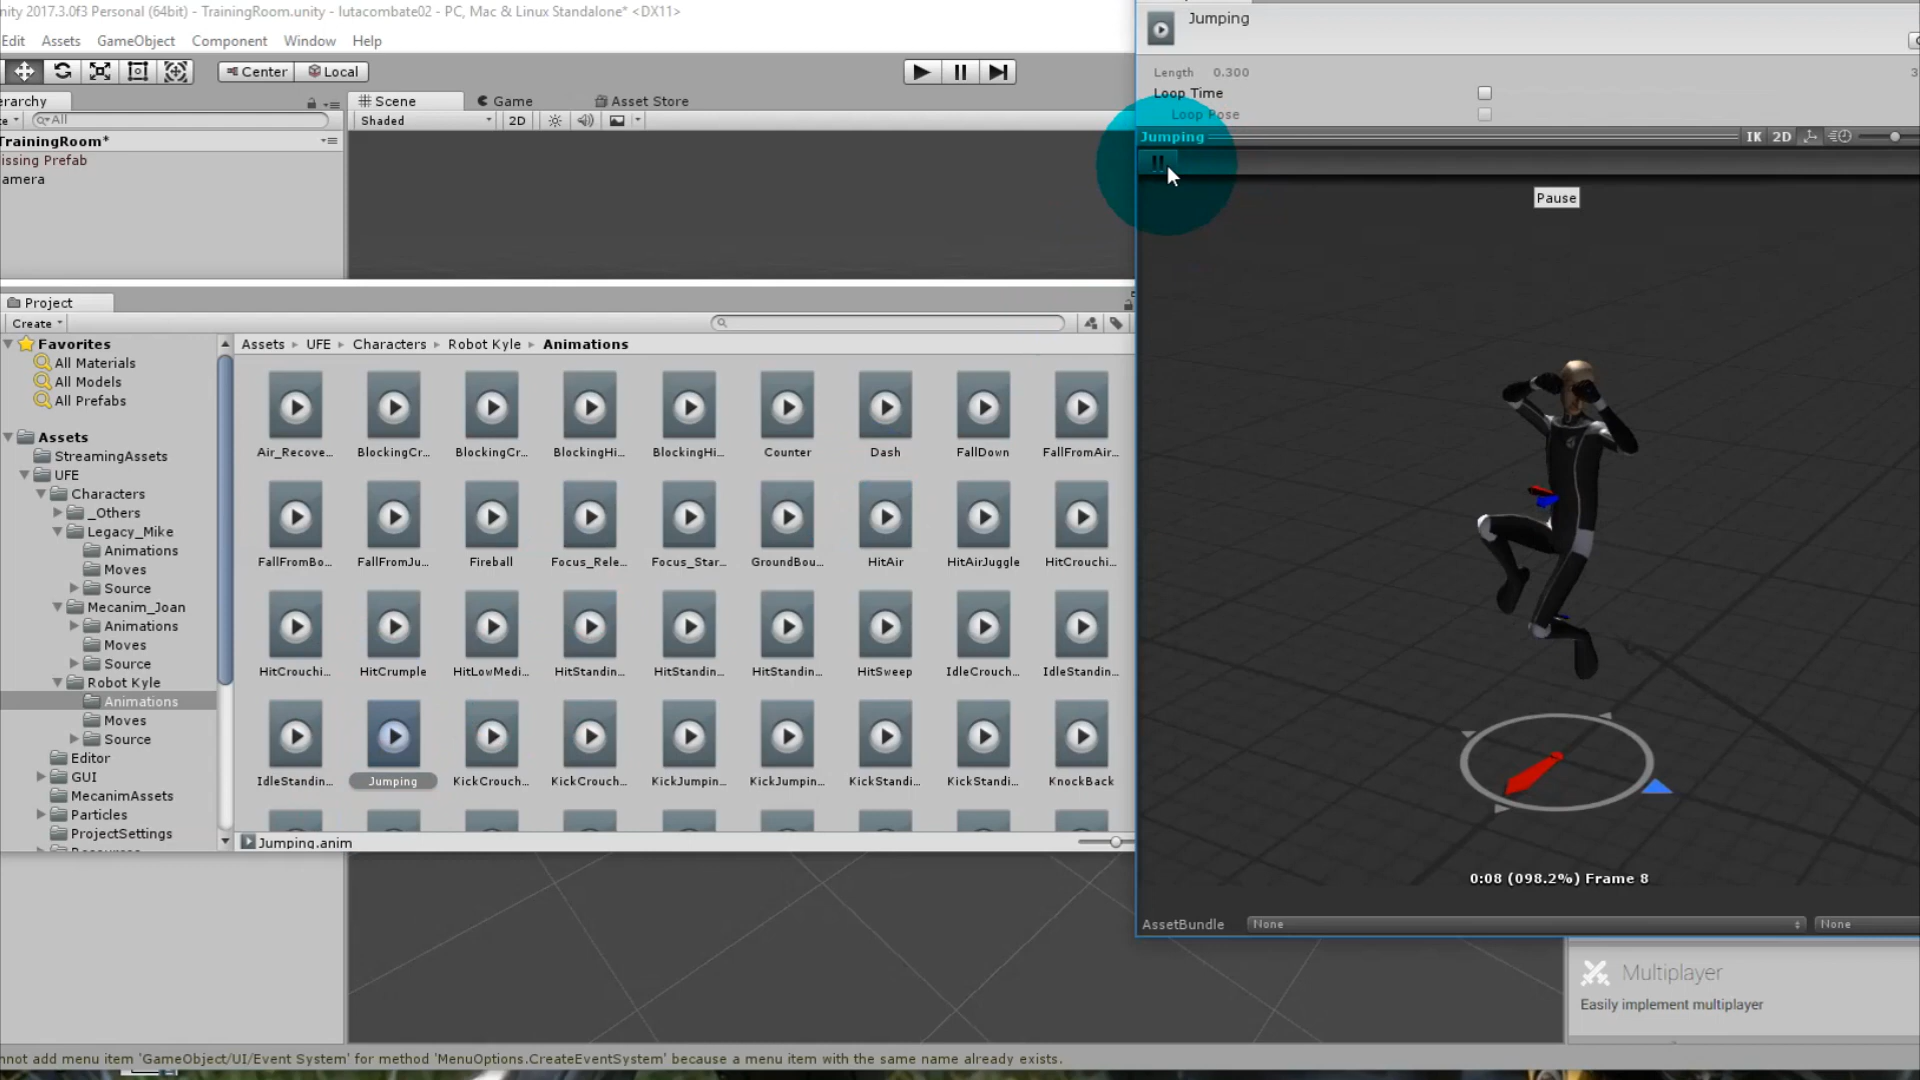 nity 2017.3.0f3 Personal (64bit) - TrainingRoom.unity - lutacombate02 - PC, Mac & Linux Standalone* <DX11>
Edit Assets GameObject Component Window Help
Center Local
erarchy
All
TrainingRoom*
issing Prefab
amera
Scene Game Asset Store
Shaded 2D
Project
Create
Favorites
All Materials
All Models
All Prefabs
Assets
StreamingAssets
UFE
Characters
_Others
Legacy_Mike
Animations
Moves
Source
Mecanim_Joan
Animations
Moves
Source
Robot Kyle
Animations
Moves
Source
Editor
GUI
MecanimAssets
Particles
ProjectSettings
Assets UFE Characters Robot Kyle Animations
Air_Recove... BlockingCr... BlockingCr... BlockingHi... BlockingHi... Counter Dash FallDown FallFromAir...
FallFromBo... FallFromJu... Fireball Focus_Rele... Focus_Star... GroundBou... HitAir HitAirJuggle HitCrouchi...
HitCrouchi... HitCrumple HitLowMedi... HitStandin... HitStandin... HitStandin... HitSweep IdleCrouch... IdleStandin...
IdleStandin... Jumping KickCrouch... KickCrouch... KickJumpin... KickJumpin... KickStandi... KickStandi... KnockBack
Jumping.anim
Jumping
Length 0.300
Loop Time
Loop Pose
Jumping IK 2D
Pause
0:08 (098.2%) Frame 8
AssetBundle None None
Multiplayer
Easily implement multiplayer
nnot add menu item 'GameObject/UI/Event System' for method 'MenuOptions.CreateEventSystem' because a menu item with the same name already exists.